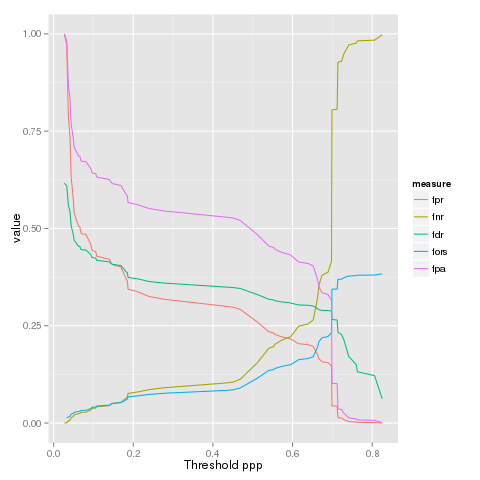 1.00
0.75
0.50
0.25
0.00
value
0.0
0.2
0.4
0.6
0.8
Threshold ppp
measure
fpr
fnr
fdr
fors
fpa